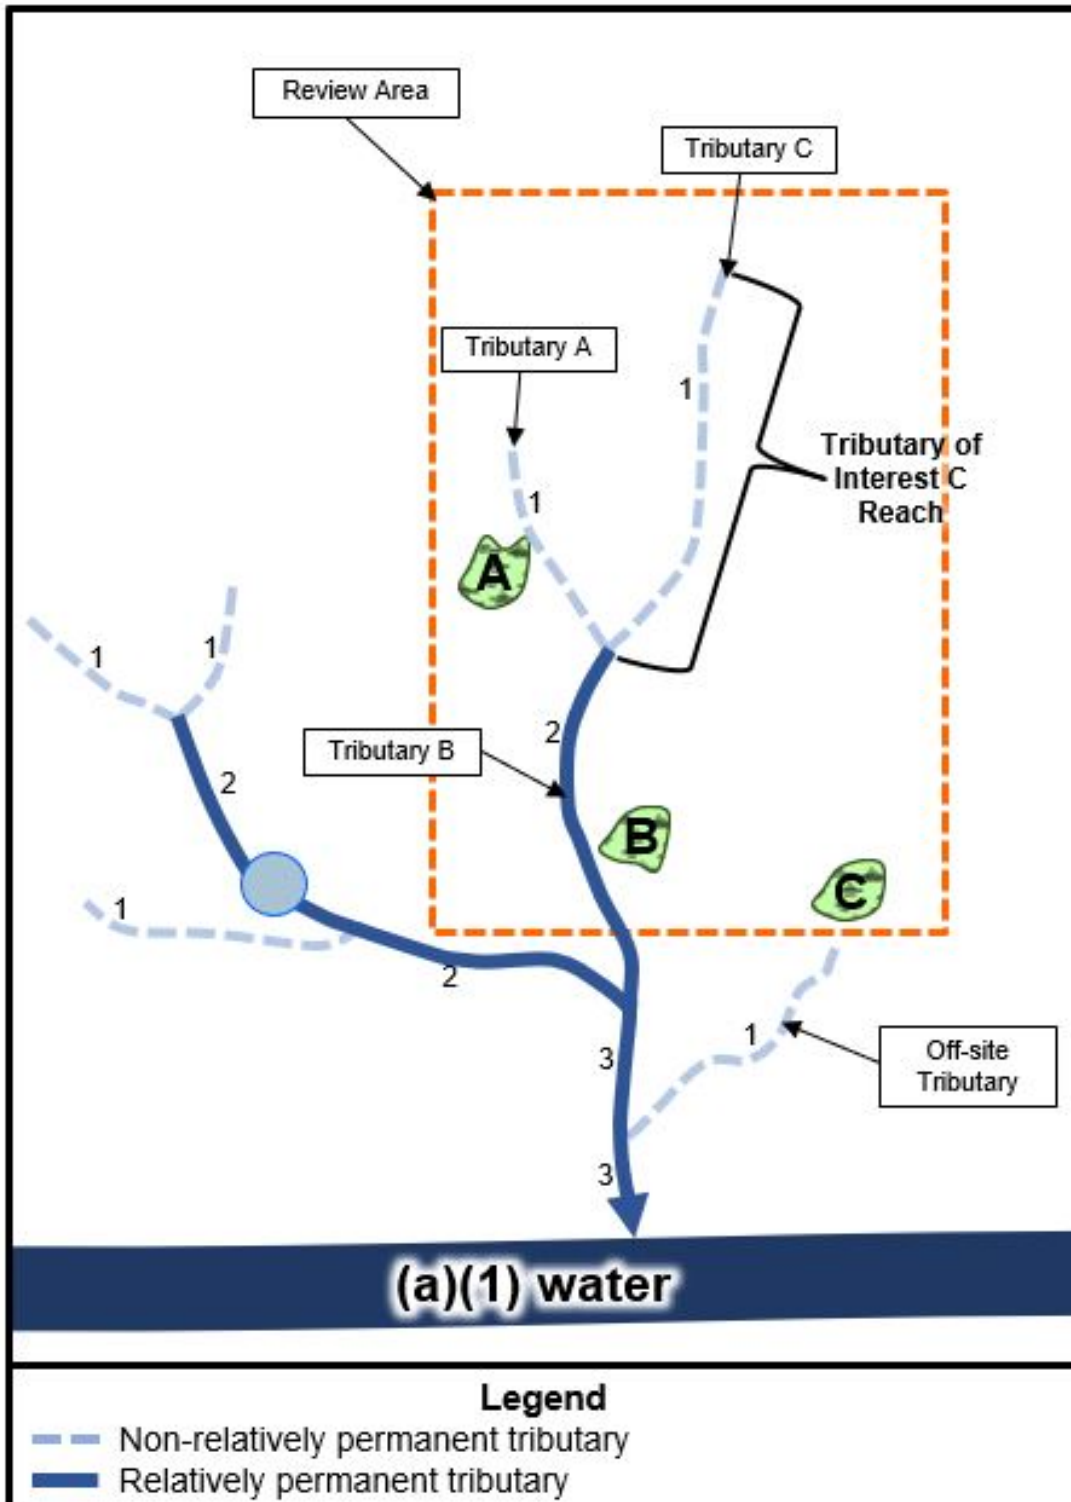 Review Area
Tributary C
Tributary A
1
1
Tributary of
Interest C
Reach
A
1
1
2
Tributary B
2
B
C
1
2
3
1
Off-site
Tributary
3
(a)(1) water
Legend
Non-relatively permanent tributary
Relatively permanent tributary